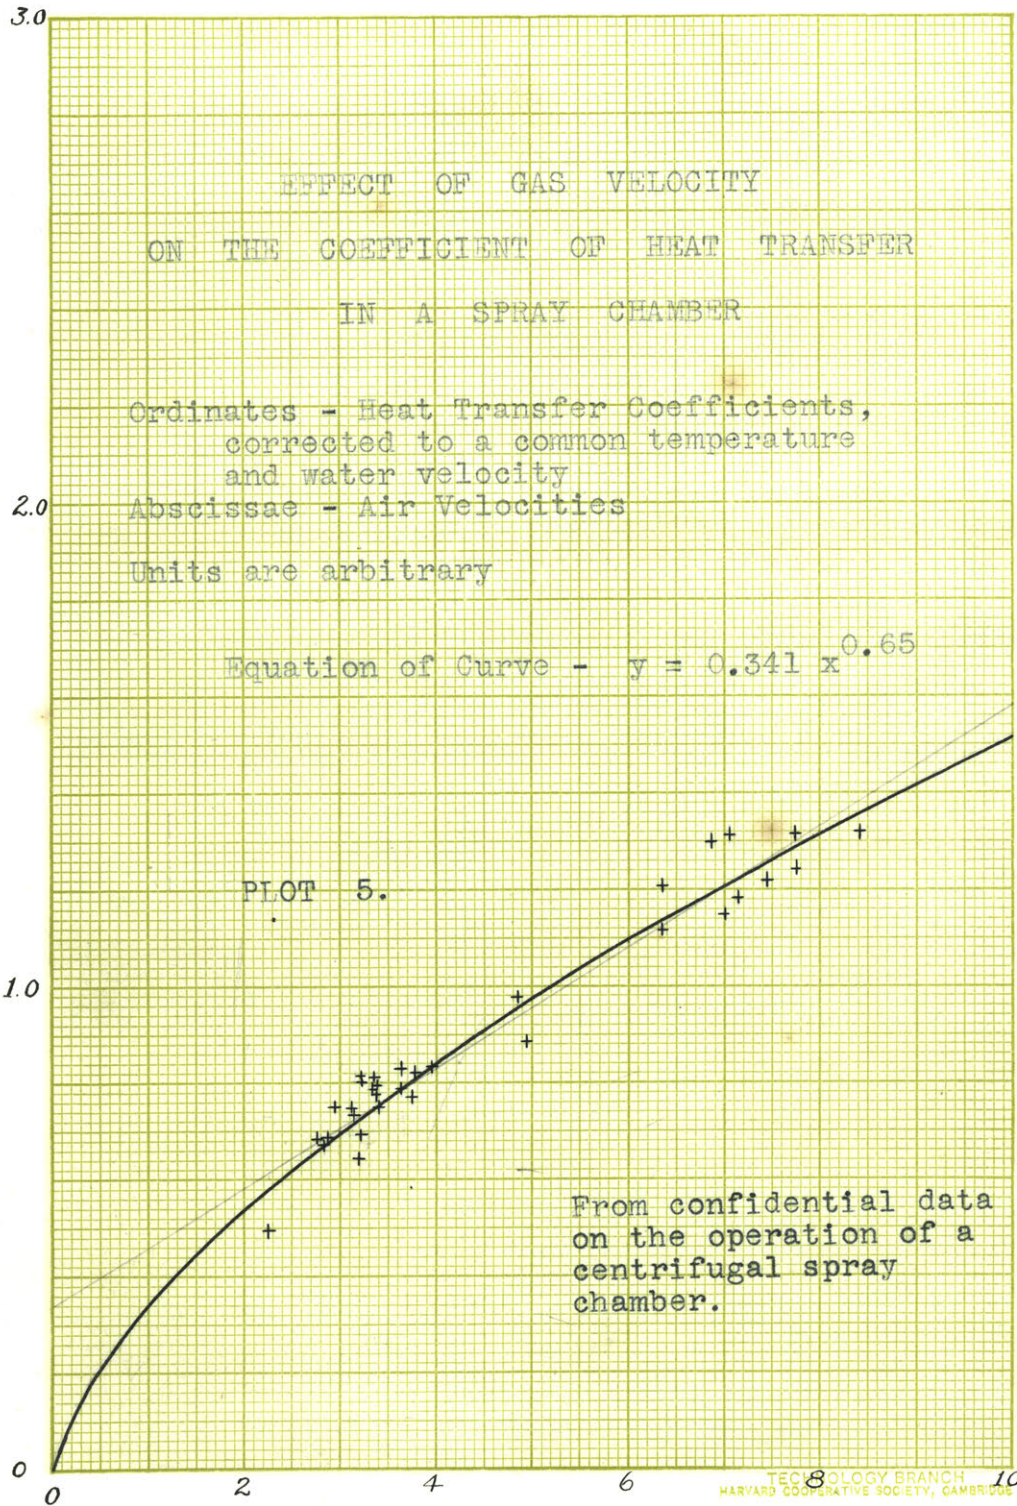 3.0
EFFECT OF GAS VELOCITY
ON THE COEFFICIENT OF HEAT TRANSFER
IN A SPRAY CHAMBER
Ordinates - Heat Transfer Coefficients,
corrected to a common temperature
and water velocity
2.0
Abscissae - Air Velocities
Units are arbitrary
Equation of Curve - y = 0.341 x^0.65
PLOT 5.
1.0
From confidential data
on the operation of a
centrifugal spray
chamber.
0
0 2 4 6 8 10
TECHNOLOGY BRANCH
HARVARD COOPERATIVE SOCIETY, CAMBRIDGE